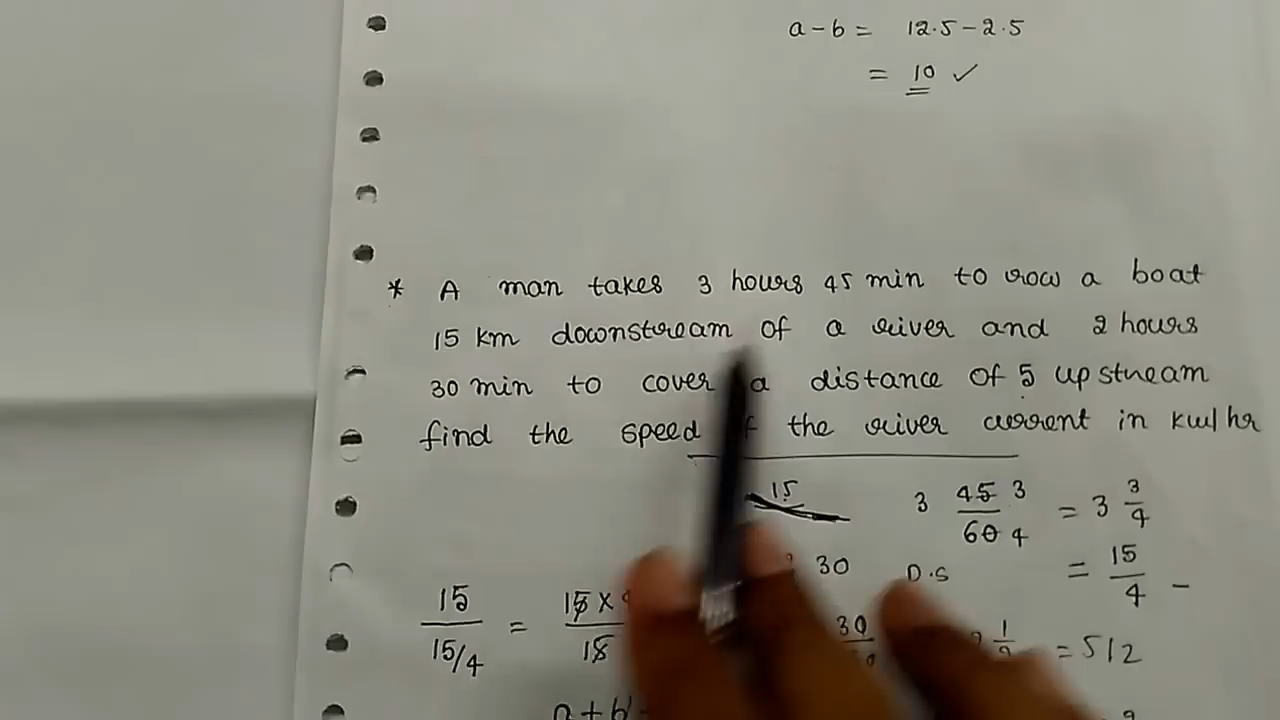 a-b = 12.5-2.5
= 10 ✓
* A man takes 3 hours 45 min to row a boat
15 km downstream of a river and 2 hours
30 min to cover a distance of 5 upstream
find the speed the river current in km/hr
15
3 45/60 3/4 = 3 3/4
30 D.S = 15/4 -
15/15/4 = 15 x /15
30 1 = 5/2
a+b